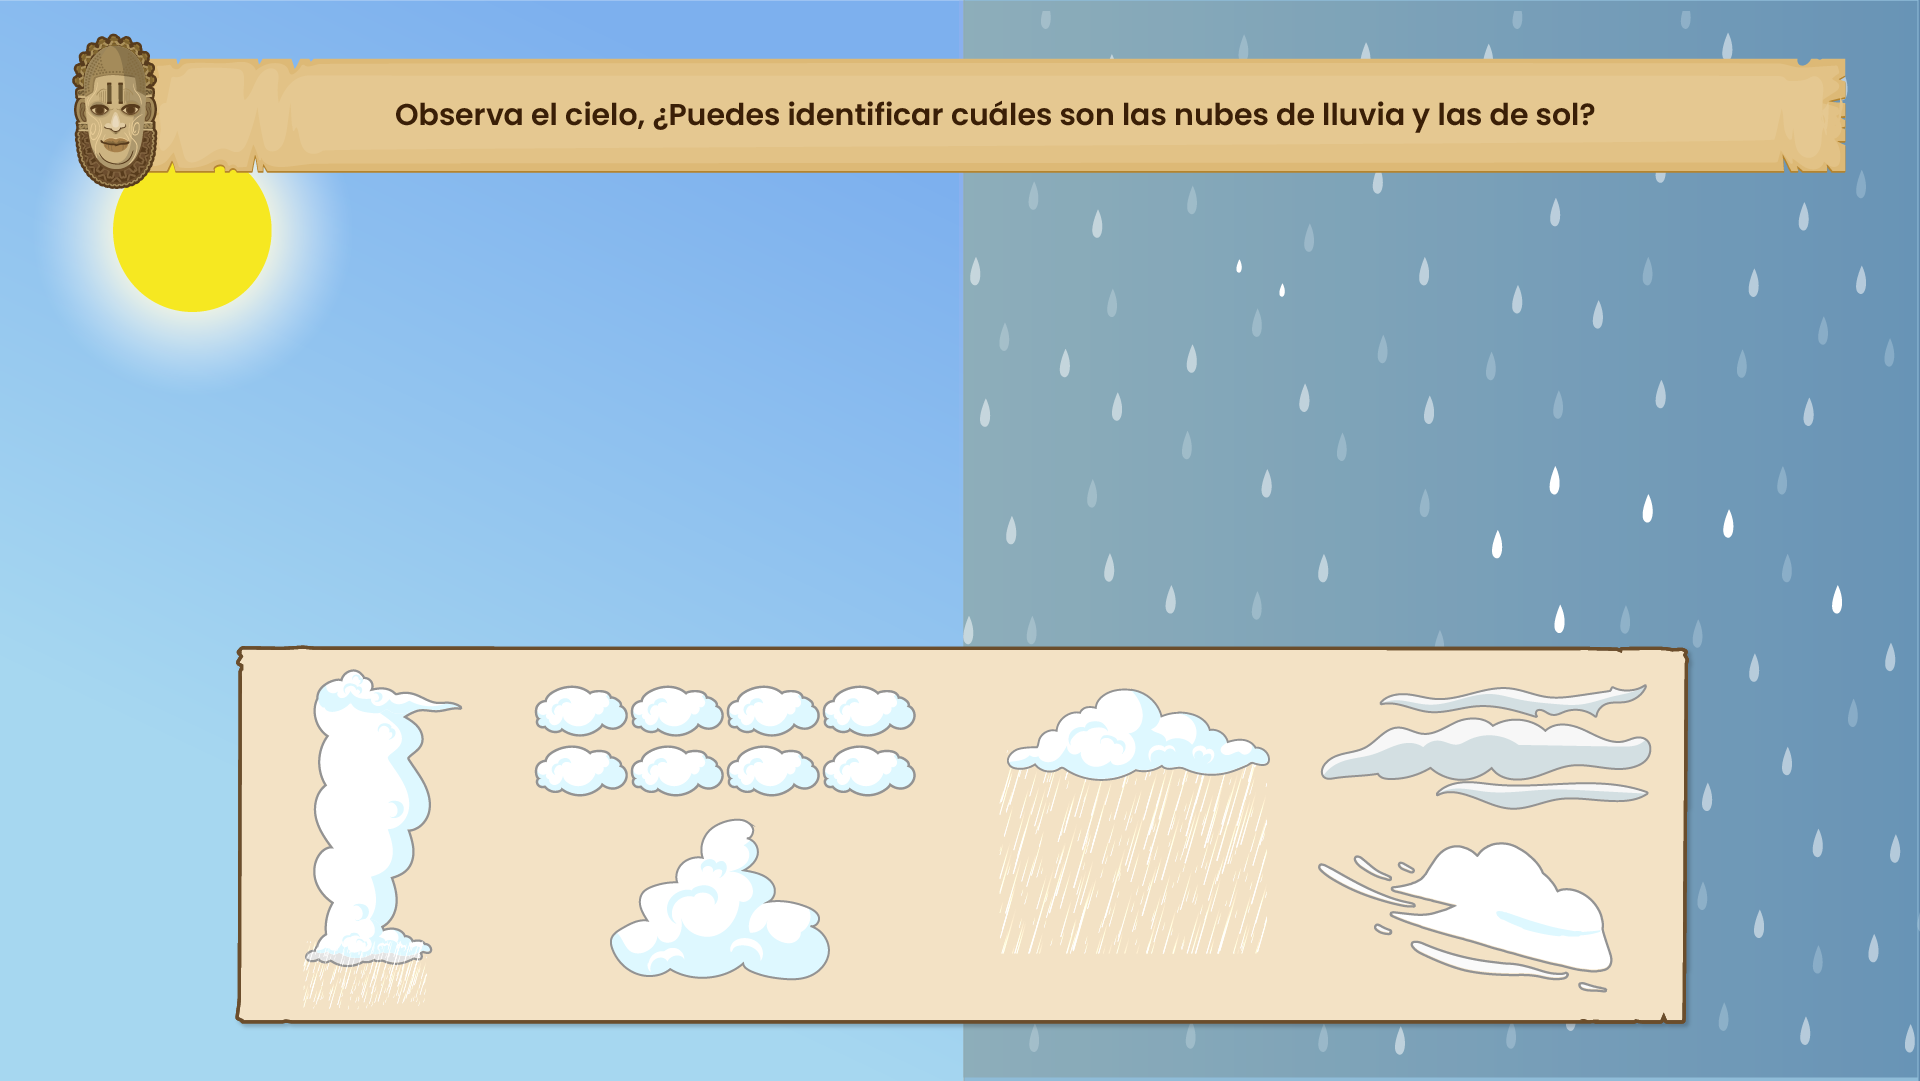 Observa el cielo, ¿Puedes identificar cuáles son las nubes de lluvia y las de sol?